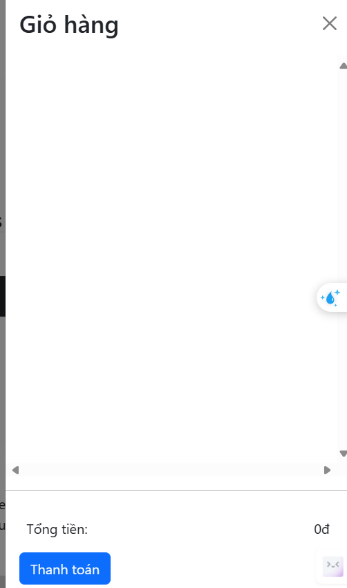 Giỏ hàng
Tổng tiền: 0đ
Thanh toán